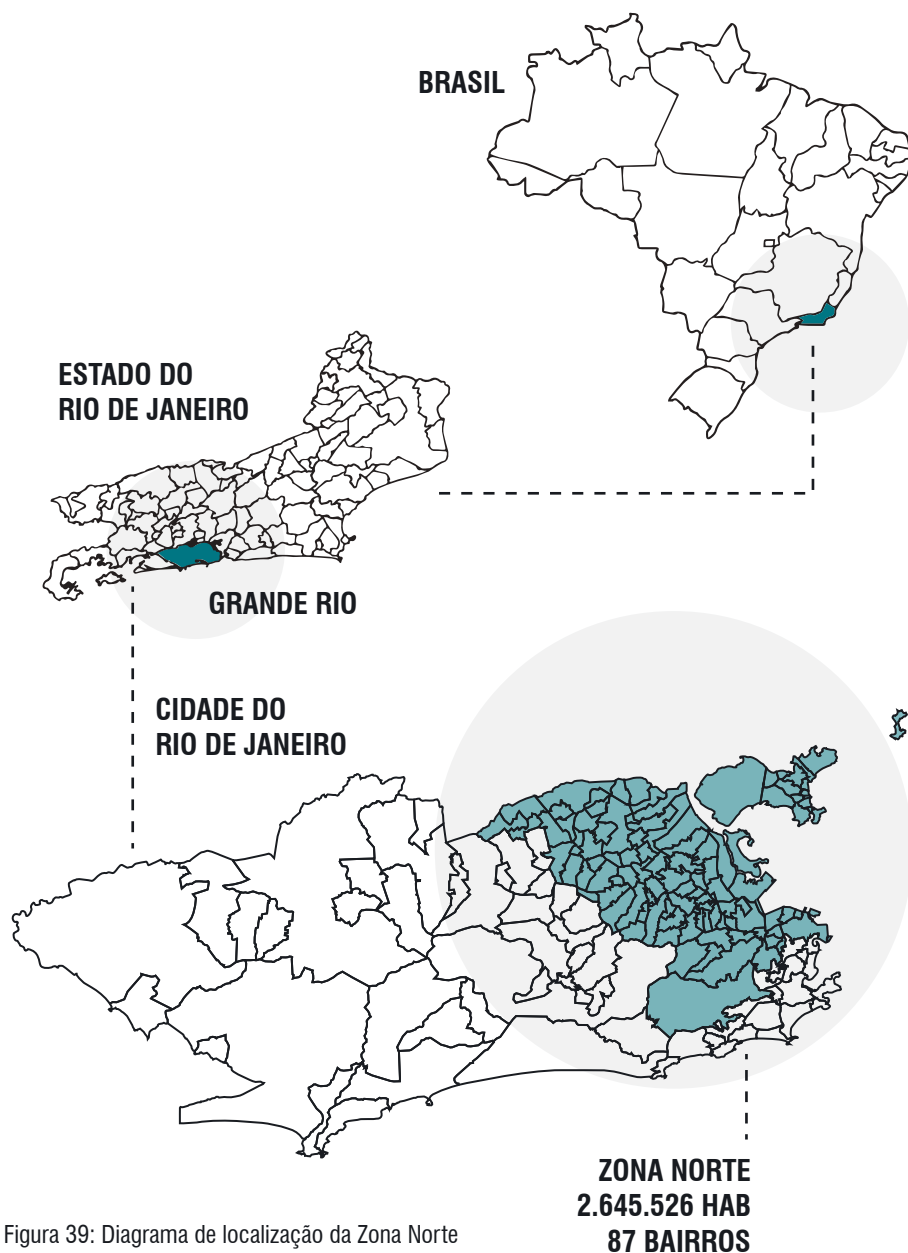 BRASIL
ESTADO DO
RIO DE JANEIRO
GRANDE RIO
CIDADE DO
RIO DE JANEIRO
ZONA NORTE
2.645.526 HAB
87 BAIRROS
Figura 39: Diagrama de localização da Zona Norte